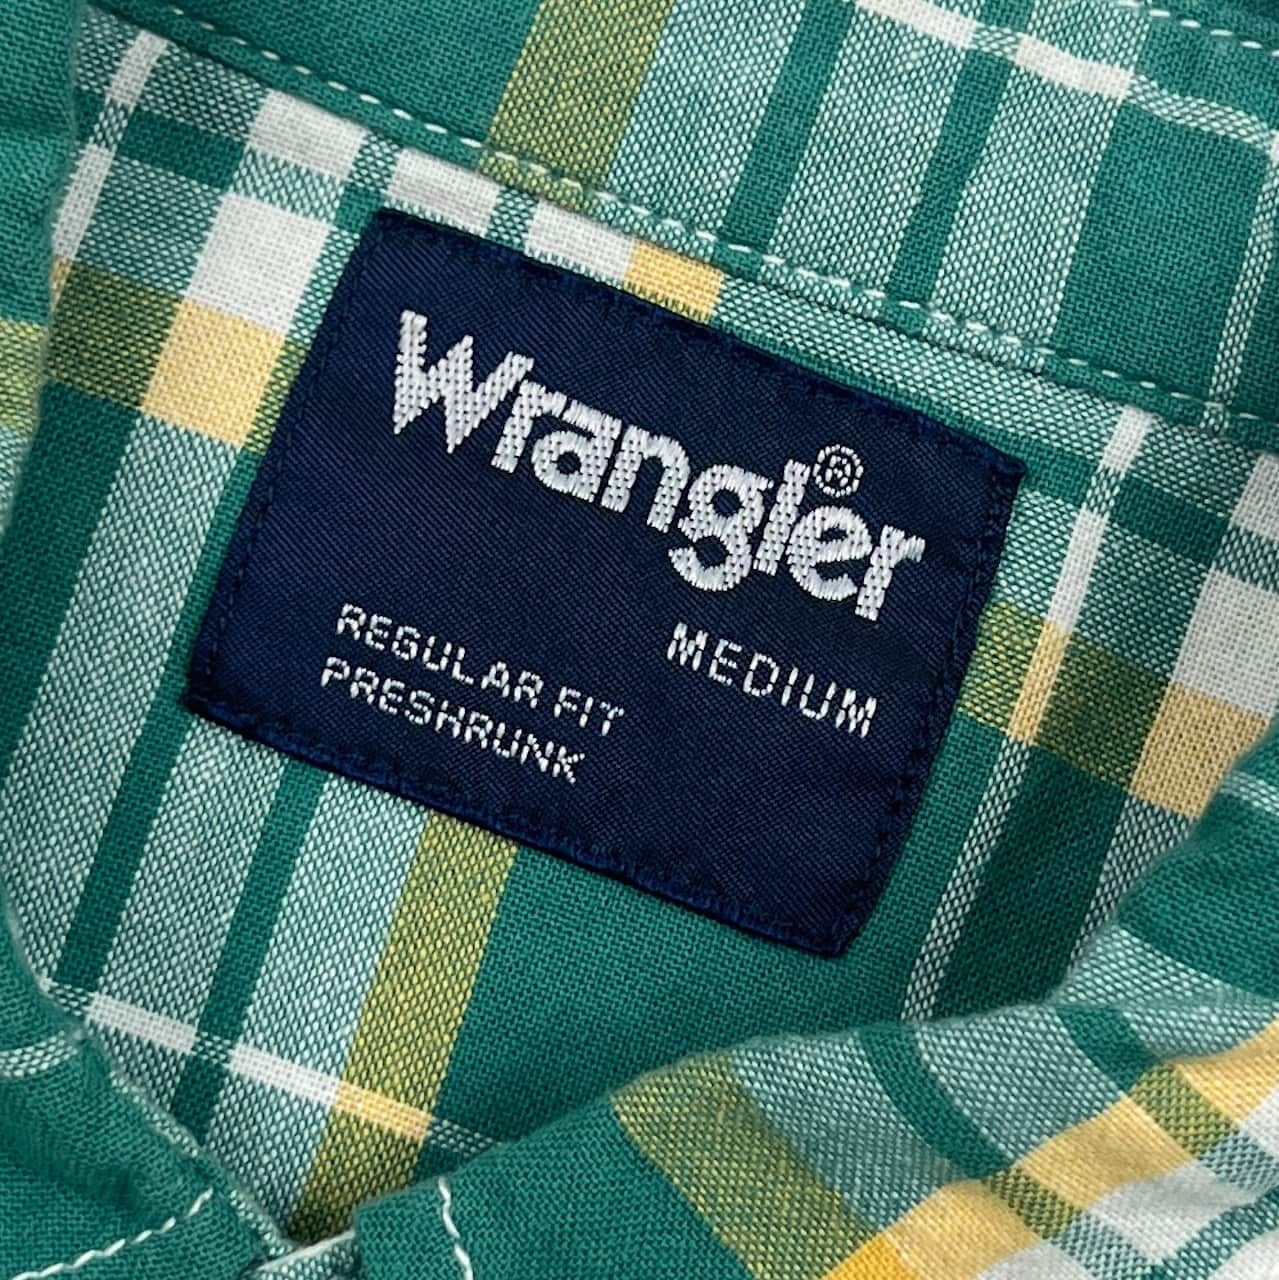 Wrangler®
MEDIUM
REGULAR FIT
PRESHRUNK